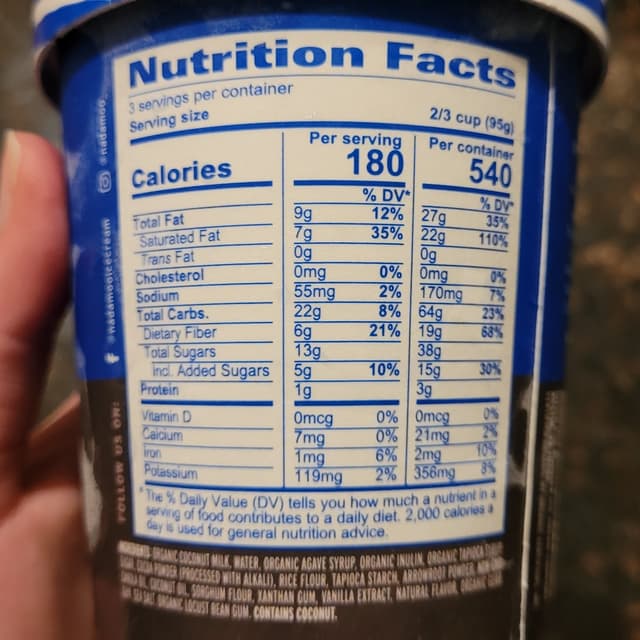 Nutrition Facts
3 servings per container
Serving size 2/3 cup (95g)
Per serving Per container
Calories 180 540
% DV* % DV*
Total Fat 9g 12% 27g 35%
Saturated Fat 7g 35% 22g 110%
Trans Fat 0g 0g
Cholesterol 0mg 0% 0mg 0%
Sodium 55mg 2% 170mg 7%
Total Carbs. 22g 8% 64g 23%
Dietary Fiber 6g 21% 19g 68%
Total Sugars 13g 38g
Incl. Added Sugars 5g 10% 15g 30%
Protein 1g 3g
Vitamin D 0mcg 0% 0mcg 0%
Calcium 7mg 0% 21mg 2%
Iron 1mg 6% 2mg 10%
Potassium 119mg 2% 356mg 8%
*The % Daily Value (DV) tells you how much a nutrient in a
serving of food contributes to a daily diet. 2,000 calories a
day is used for general nutrition advice.
INGREDIENTS: ORGANIC COCONUT MILK, WATER, ORGANIC AGAVE SYRUP, ORGANIC INULIN, ORGANIC TAPIOCA
(PROCESSED WITH ALKALI), RICE FLOUR, TAPIOCA STARCH, ARROWROOT
COCONUT OIL, SORGHUM FLOUR, XANTHAN GUM, VANILLA EXTRACT, NATURAL FLAVOR,
ORGANIC LOCUST BEAN GUM. CONTAINS COCONUT.
FOLLOW US ON:
f @nadamooicecream
@nadamoo